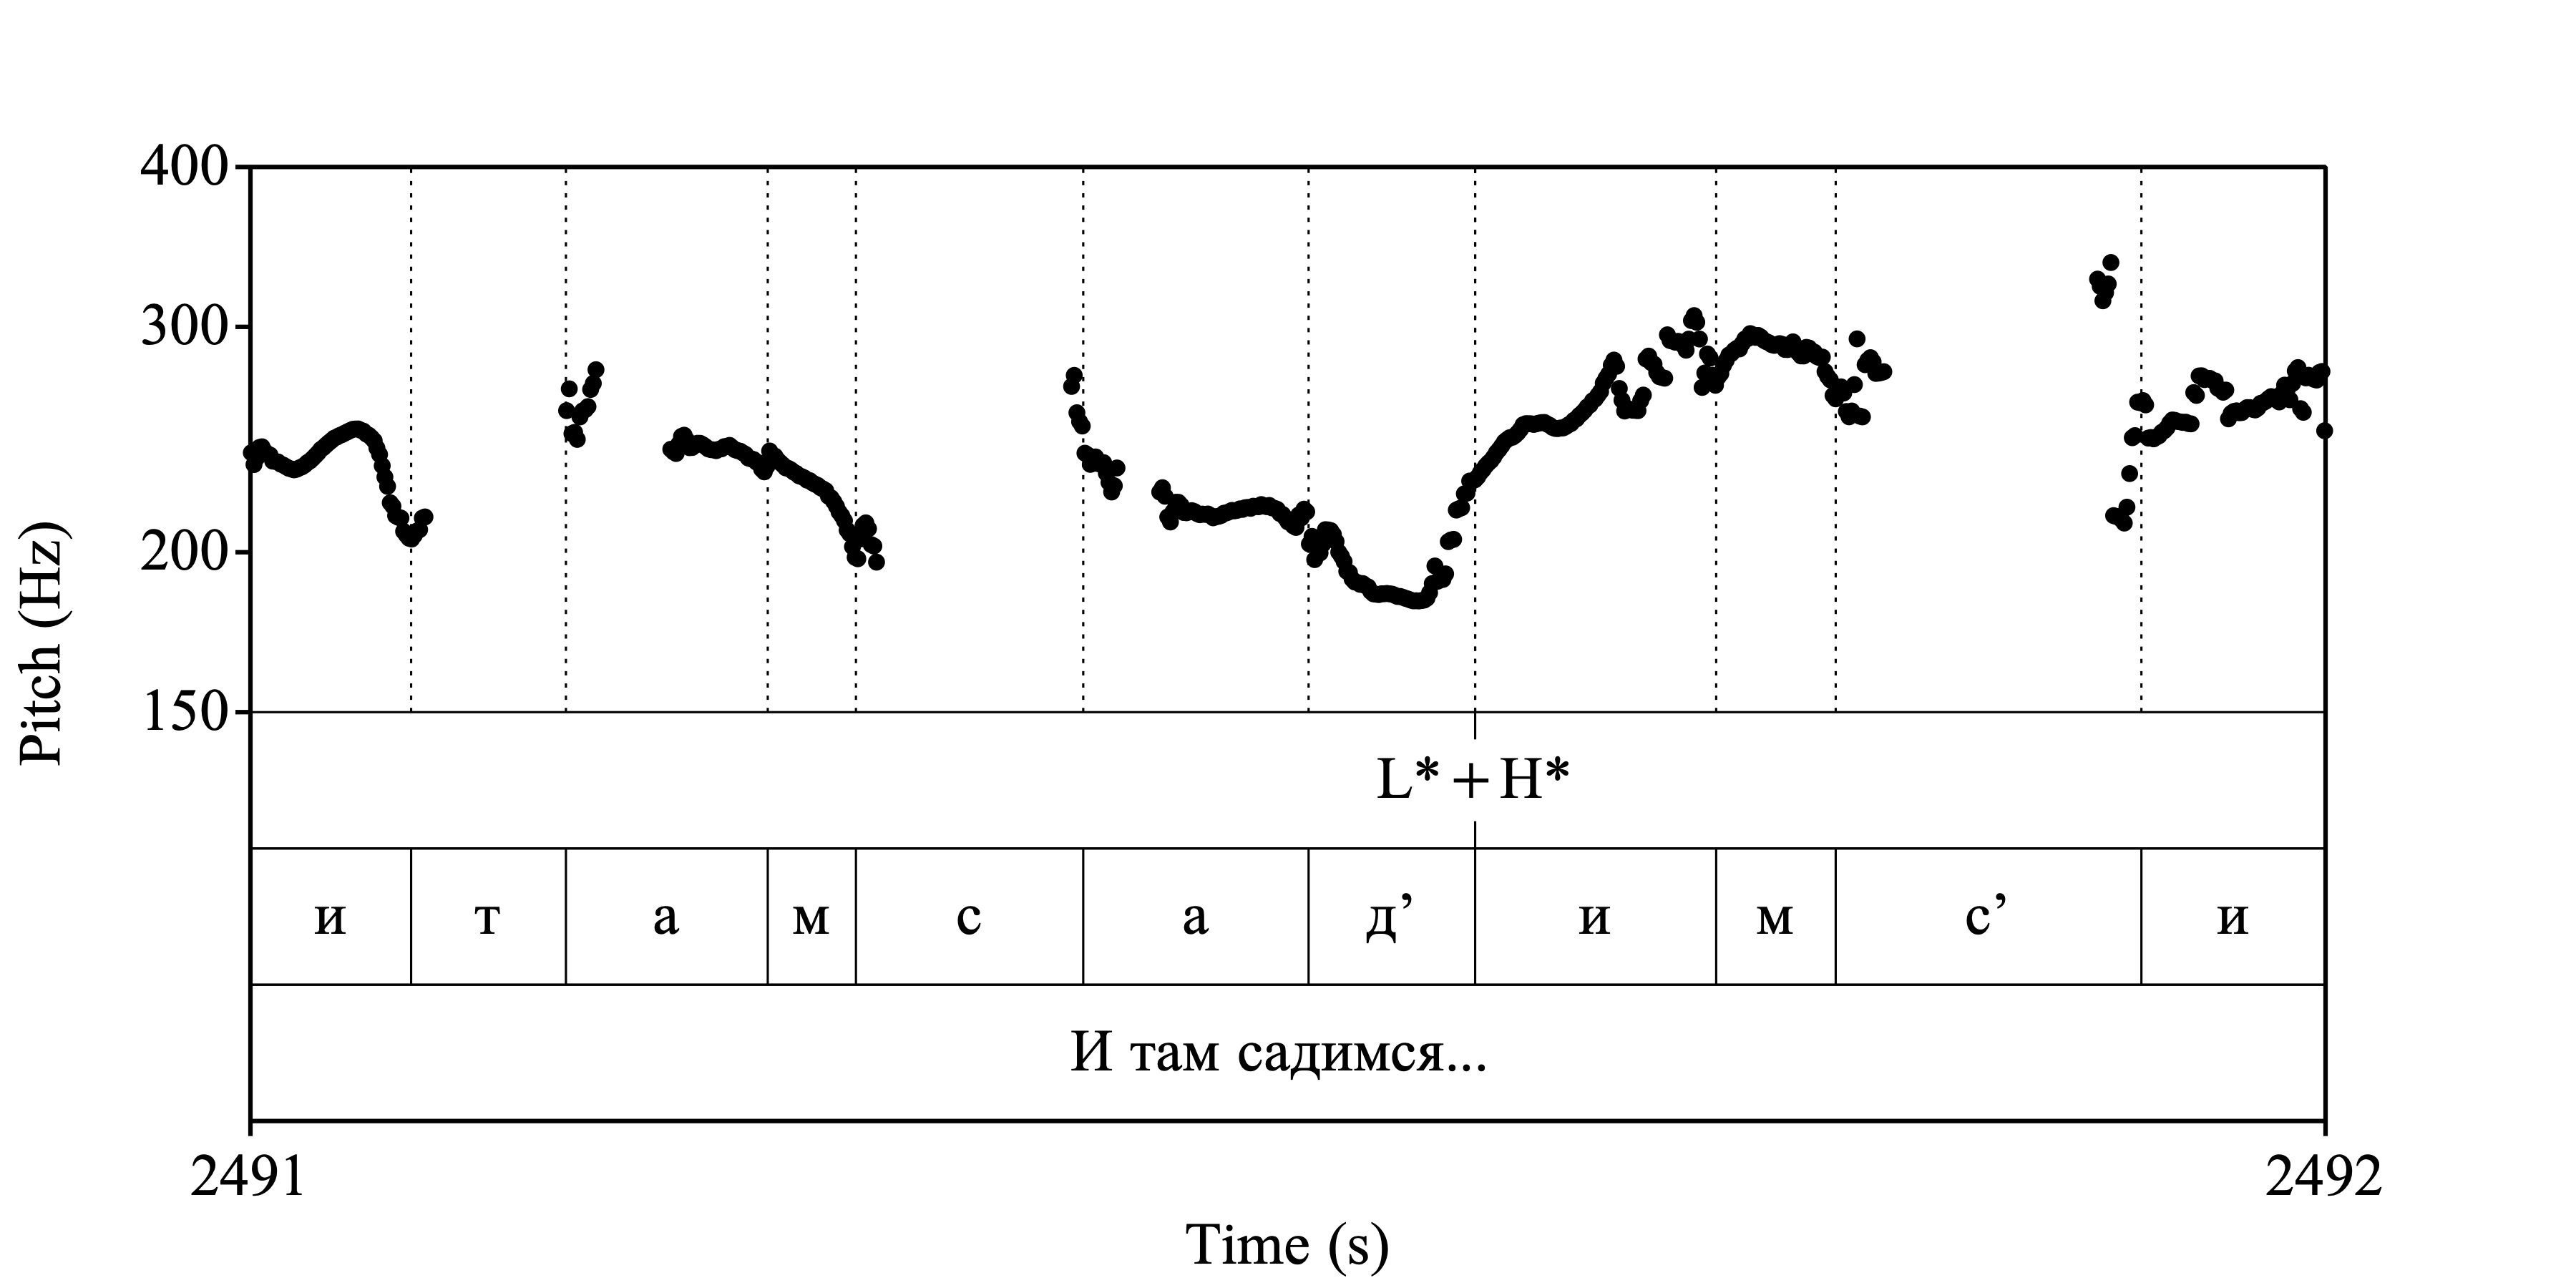 400
300
200
150
Pitch (Hz)
L* + H*
и т а м с а д’ и м с’ и
И там садимся...
2491 2492
Time (s)